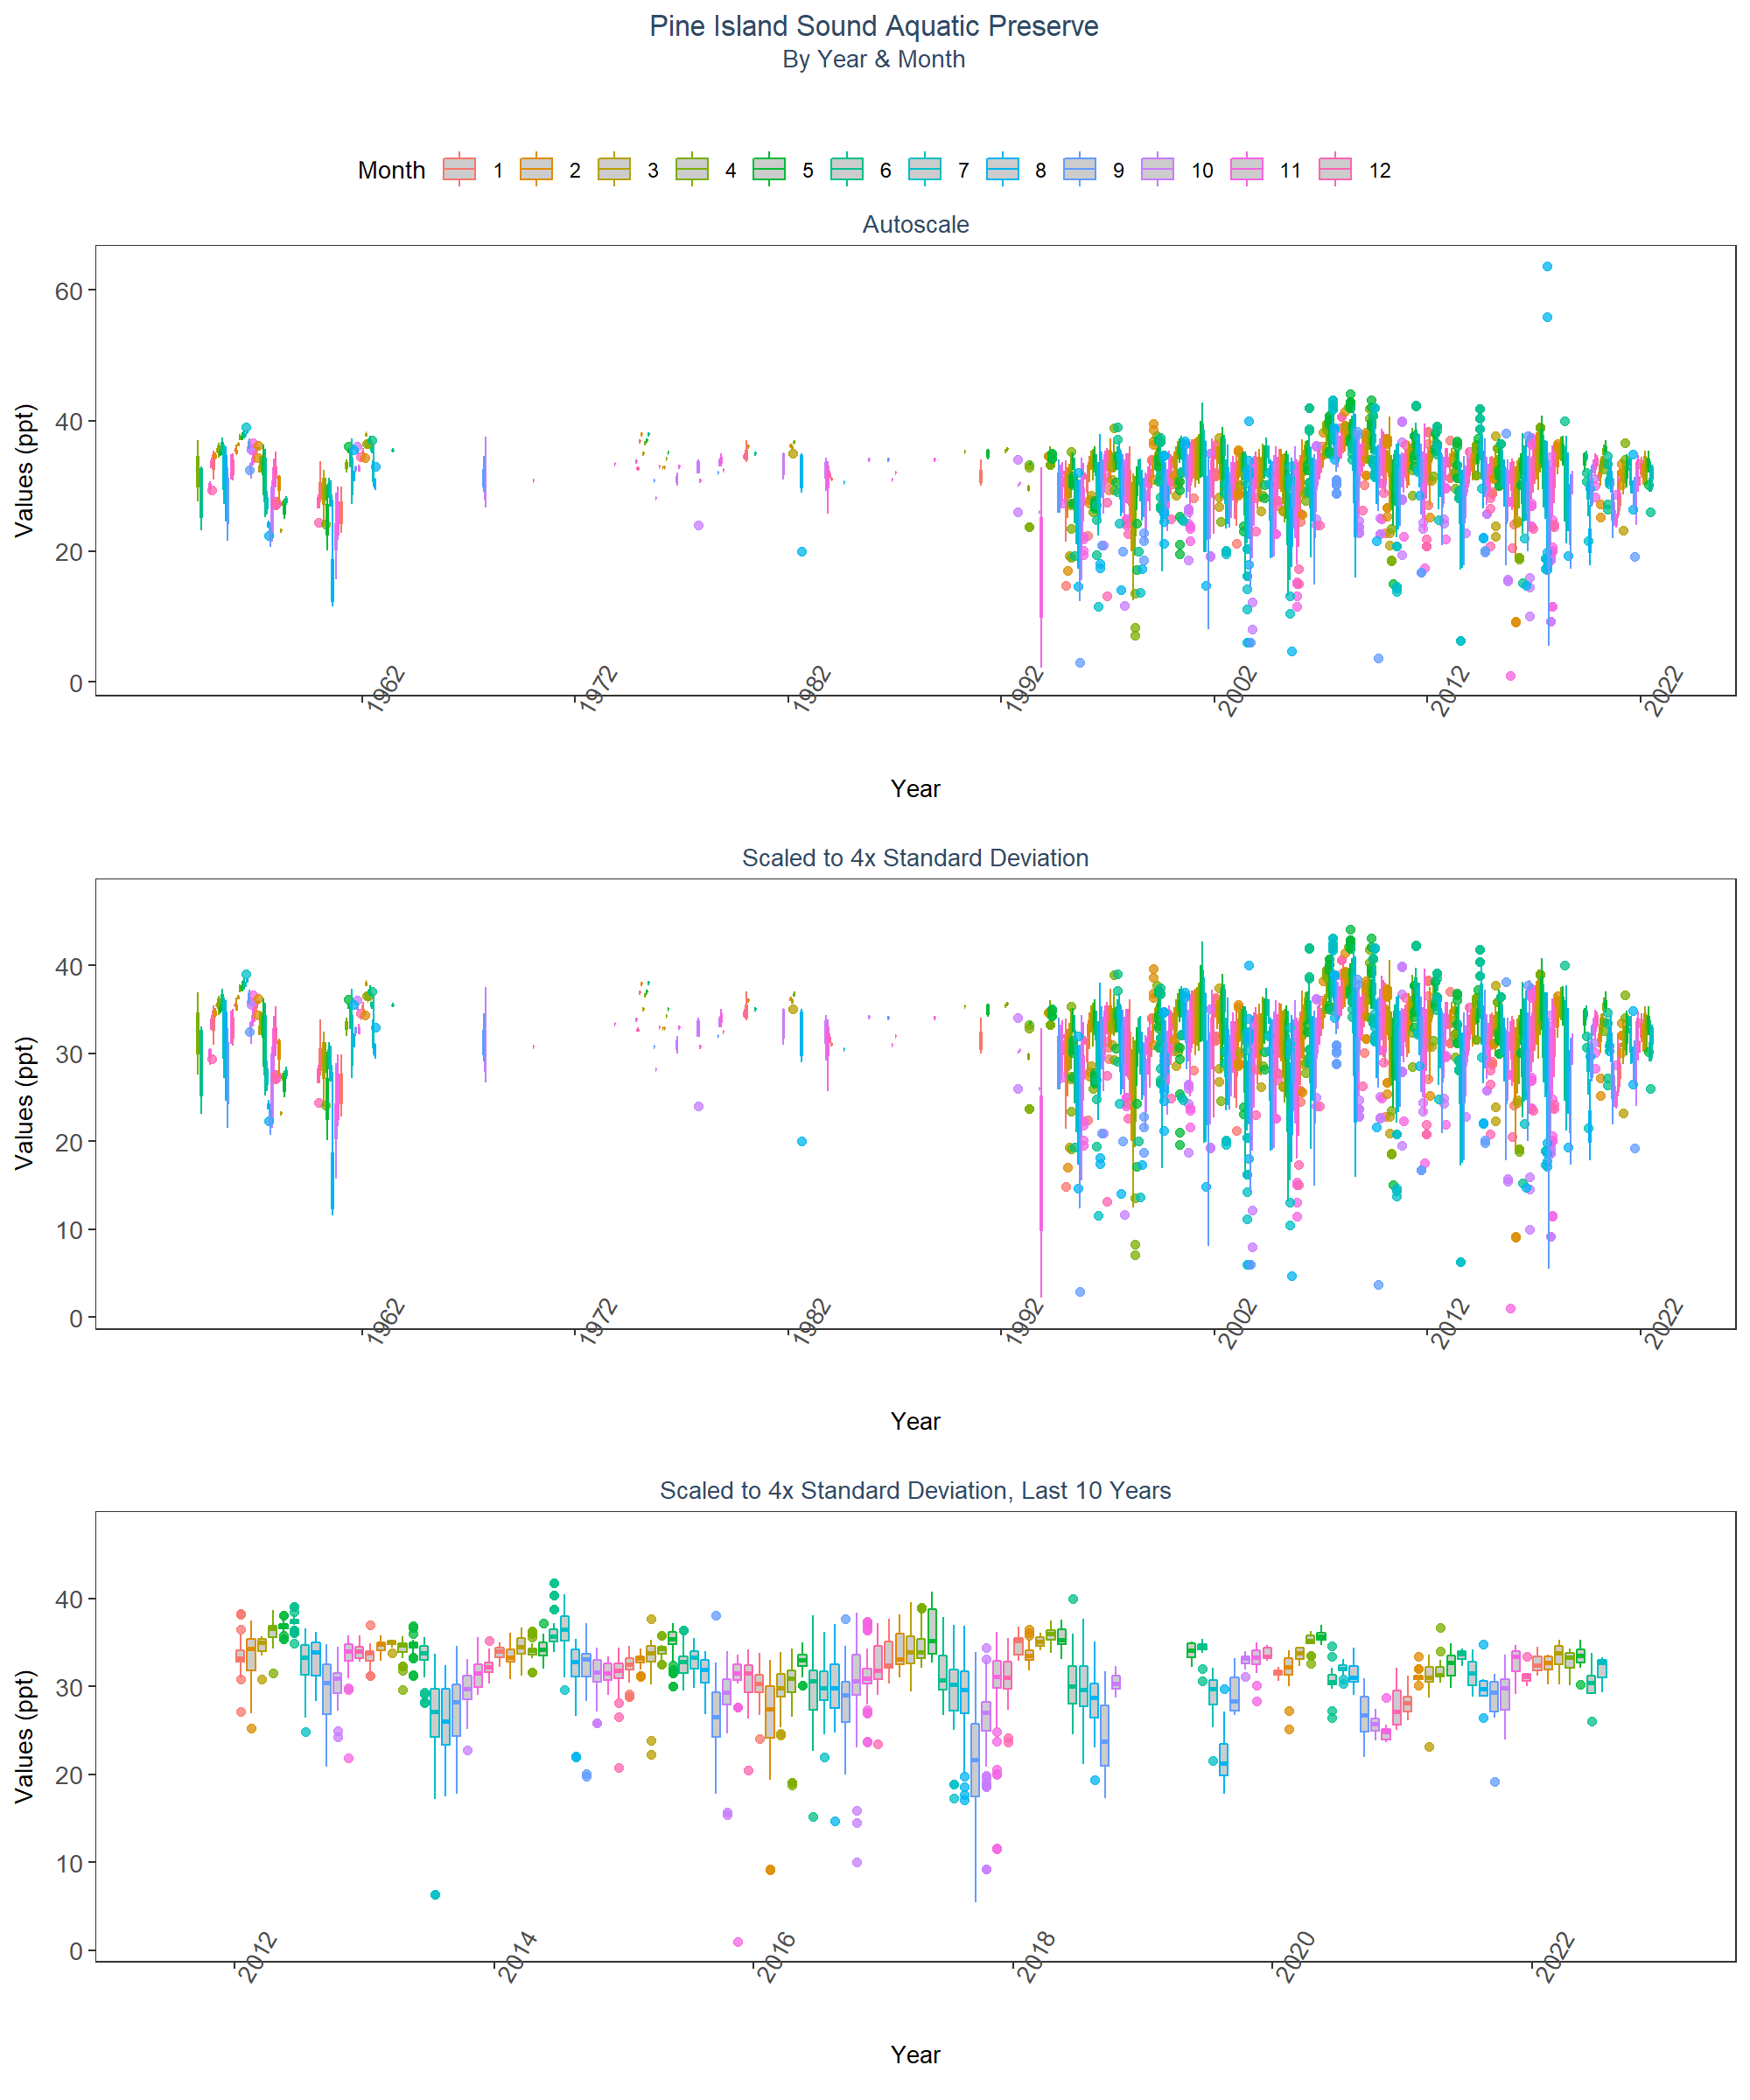 Pine Island Sound Aquatic Preserve
By Year & Month
Month 1 2 3 4 5 6 7 8 9 10 11 12
Autoscale
Values (ppt)
60
40
20
0
1962 1972 1982 1992 2002 2012 2022
Year
Scaled to 4x Standard Deviation
Values (ppt)
40
30
20
10
0
1962 1972 1982 1992 2002 2012 2022
Year
Scaled to 4x Standard Deviation, Last 10 Years
Values (ppt)
40
30
20
10
0
2012 2014 2016 2018 2020 2022
Year